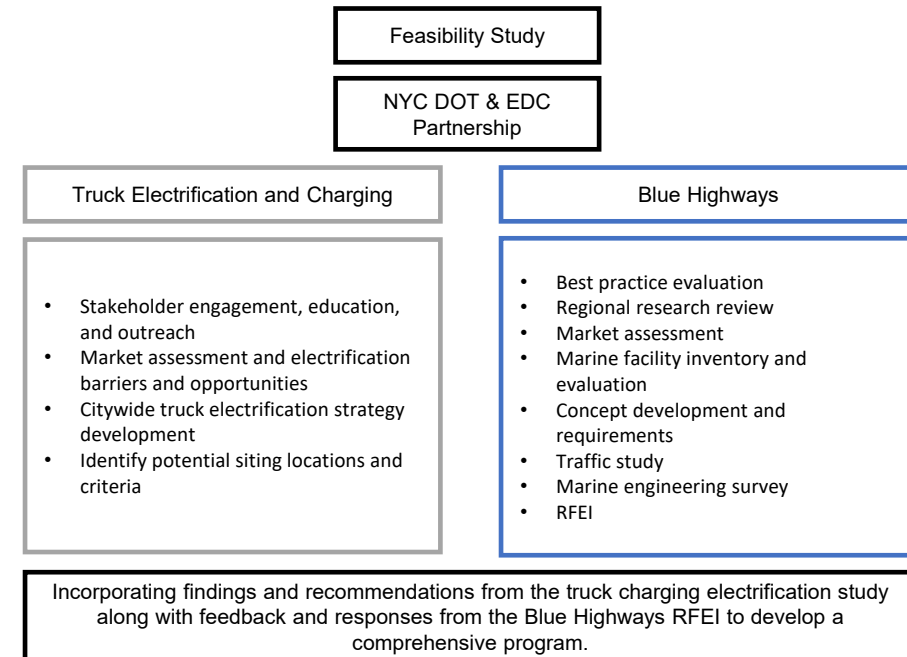 Feasibility Study
NYC DOT & EDC
Partnership
Truck Electrification and Charging
• Stakeholder engagement, education,
and outreach
• Market assessment and electrification
barriers and opportunities
• Citywide truck electrification strategy
development
• Identify potential siting locations and
criteria
Blue Highways
• Best practice evaluation
• Regional research review
• Market assessment
• Marine facility inventory and
evaluation
• Concept development and
requirements
• Traffic study
• Marine engineering survey
• RFEI
Incorporating findings and recommendations from the truck charging electrification study
along with feedback and responses from the Blue Highways RFEI to develop a
comprehensive program.